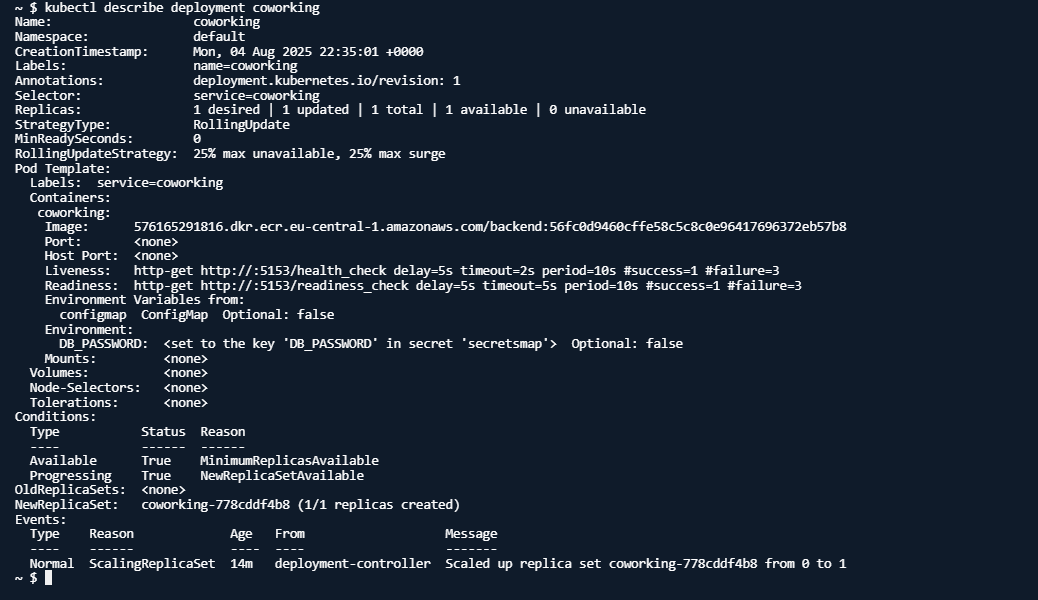 ~ $ kubectl describe deployment coworking
Name:                   coworking
Namespace:              default
CreationTimestamp:      Mon, 04 Aug 2025 22:35:01 +0000
Labels:                 name=coworking
Annotations:            deployment.kubernetes.io/revision: 1
Selector:               service=coworking
Replicas:               1 desired | 1 updated | 1 total | 1 available | 0 unavailable
StrategyType:           RollingUpdate
MinReadySeconds:        0
RollingUpdateStrategy:  25% max unavailable, 25% max surge
Pod Template:
  Labels:  service=coworking
  Containers:
   coworking:
    Image:      576165291816.dkr.ecr.eu-central-1.amazonaws.com/backend:56fc0d9460cffe58c5c8c0e96417696372eb57b8
    Port:       <none>
    Host Port:  <none>
    Liveness:   http-get http://:5153/health_check delay=5s timeout=2s period=10s #success=1 #failure=3
    Readiness:  http-get http://:5153/readiness_check delay=5s timeout=5s period=10s #success=1 #failure=3
    Environment Variables from:
      configmap  ConfigMap  Optional: false
    Environment:
      DB_PASSWORD:  <set to the key 'DB_PASSWORD' in secret 'secretsmap'>  Optional: false
    Mounts:         <none>
  Volumes:          <none>
  Node-Selectors:   <none>
  Tolerations:      <none>
Conditions:
  Type           Status  Reason
  ----           ------  ------
  Available      True    MinimumReplicasAvailable
  Progressing    True    NewReplicaSetAvailable
OldReplicaSets:  <none>
NewReplicaSet:   coworking-778cddf4b8 (1/1 replicas created)
Events:
  Type    Reason             Age   From                   Message
  ----    ------             ----  ----                   -------
  Normal  ScalingReplicaSet  14m   deployment-controller  Scaled up replica set coworking-778cddf4b8 from 0 to 1
~ $